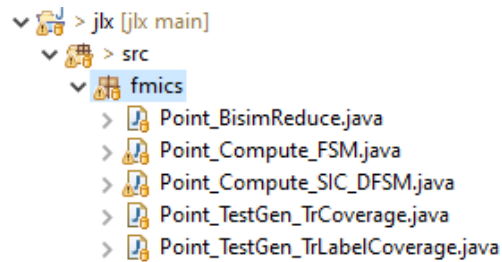 > jlx [jlx main]
> src
fmics
Point_BisimReduce.java
Point_Compute_FSM.java
Point_Compute_SIC_DFSM.java
Point_TestGen_TrCoverage.java
Point_TestGen_TrLabelCoverage.java